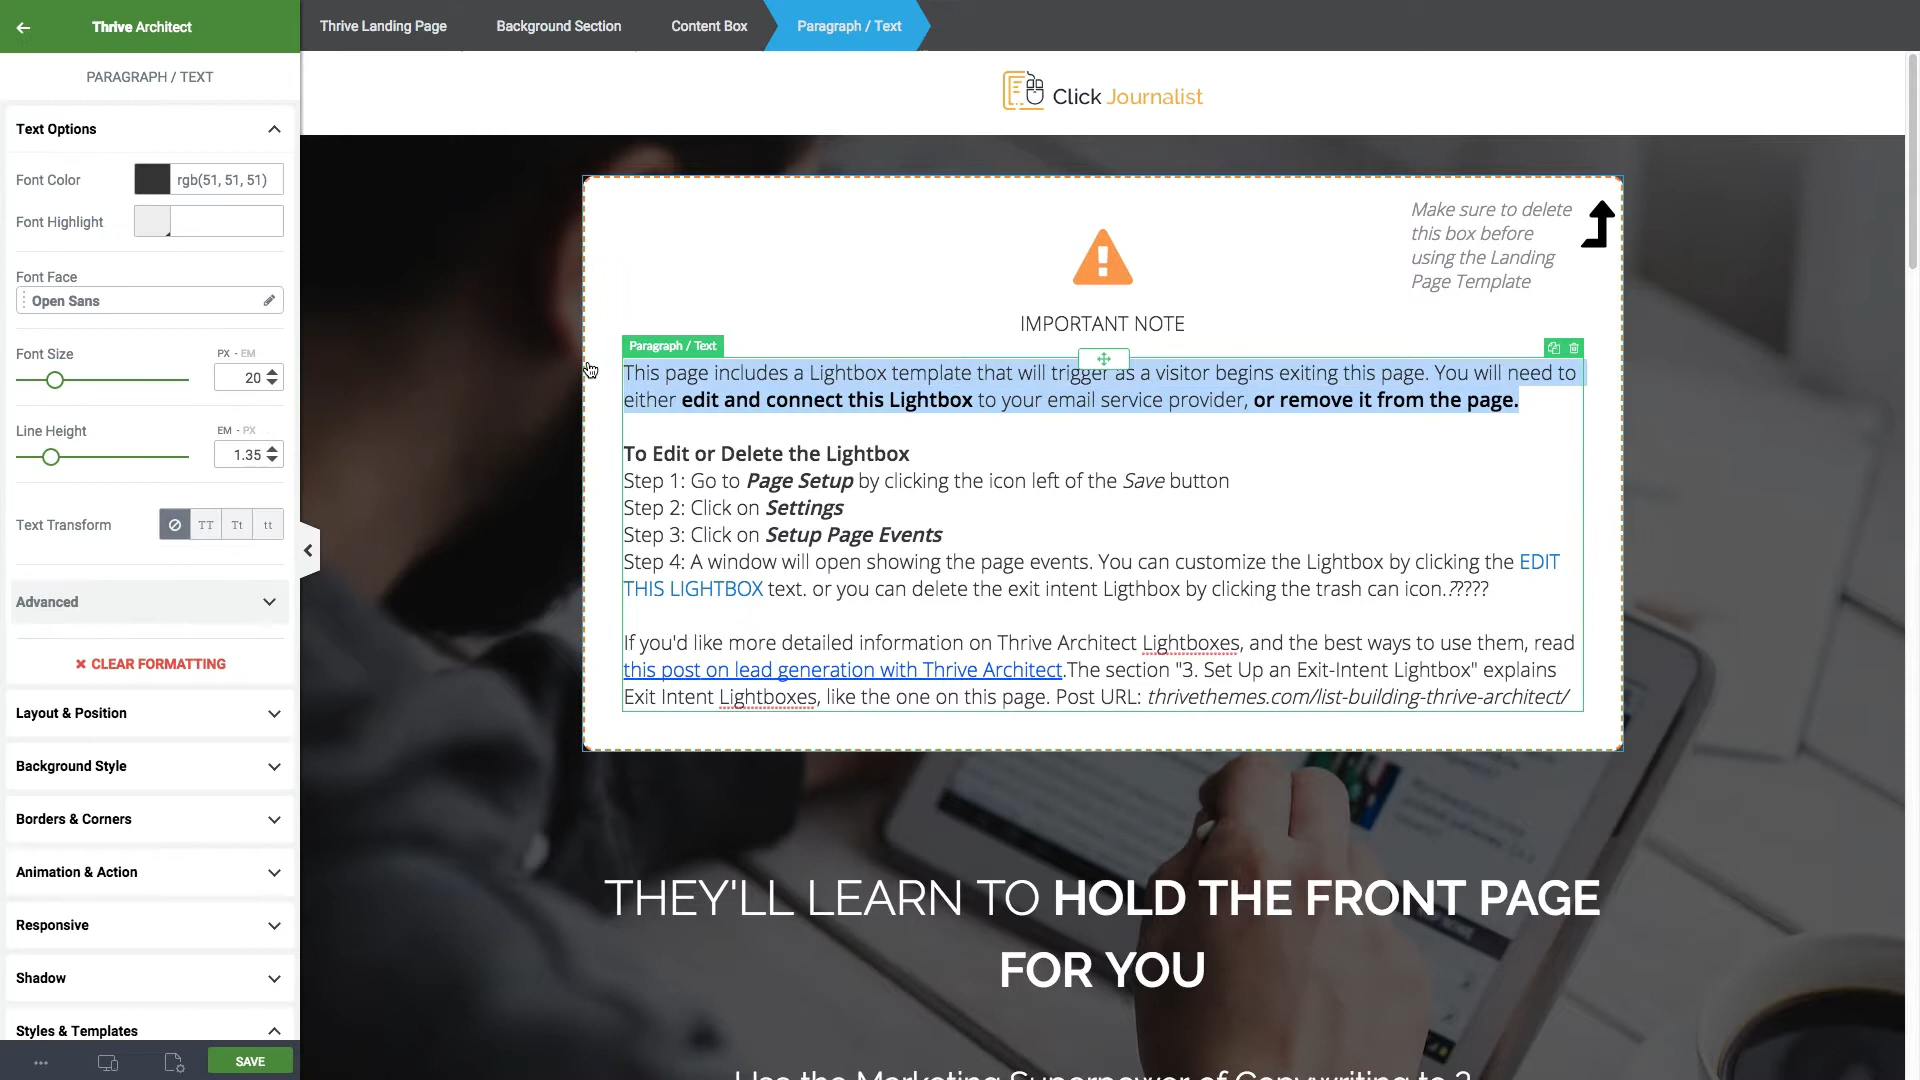 Thrive Architect
Thrive Landing Page
Background Section
Content Box
Paragraph / Text
PARAGRAPH / TEXT
Text Options
Font Color
rgb(51, 51, 51)
Font Highlight
Font Face
Open Sans
Font Size
PX - EM
20
Line Height
EM - PX
1.35
Text Transform
TT
Tt
tt
Advanced
CLEAR FORMATTING
Layout & Position
Background Style
Borders & Corners
Animation & Action
Responsive
Shadow
Styles & Templates
SAVE
Click Journalist
Make sure to delete
this box before
using the Landing
Page Template
IMPORTANT NOTE
Paragraph / Text
This page includes a Lightbox template that will trigger as a visitor begins exiting this page. You will need to
either edit and connect this Lightbox to your email service provider, or remove it from the page.
To Edit or Delete the Lightbox
Step 1: Go to Page Setup by clicking the icon left of the Save button
Step 2: Click on Settings
Step 3: Click on Setup Page Events
Step 4: A window will open showing the page events. You can customize the Lightbox by clicking the EDIT
THIS LIGHTBOX text. or you can delete the exit intent Ligthbox by clicking the trash can icon.?????
If you'd like more detailed information on Thrive Architect Lightboxes, and the best ways to use them, read
this post on lead generation with Thrive Architect.The section "3. Set Up an Exit-Intent Lightbox" explains
Exit Intent Lightboxes, like the one on this page. Post URL: thrivethemes.com/list-building-thrive-architect/
THEY'LL LEARN TO HOLD THE FRONT PAGE
FOR YOU
Use the Marketing Superpower of Copywriting to 3